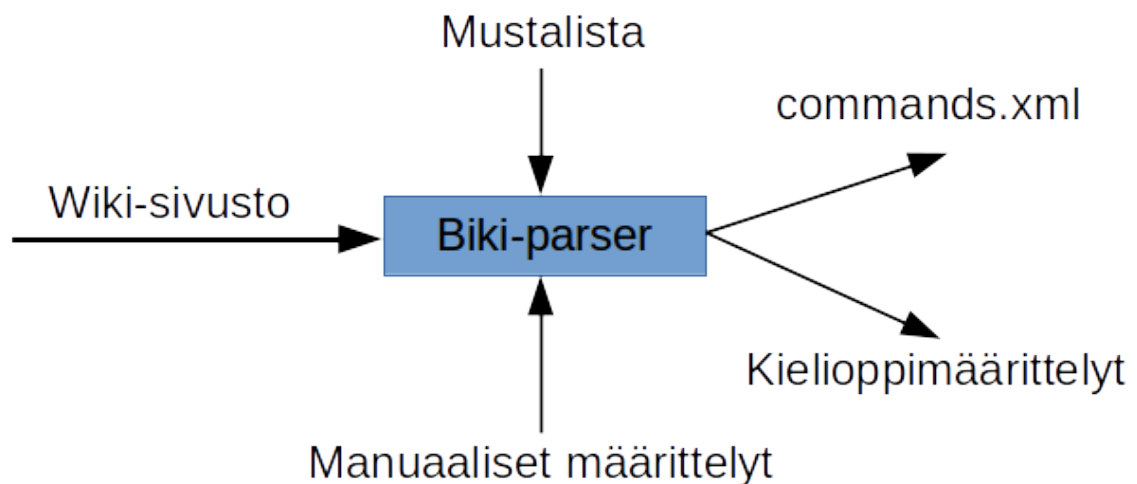 Mustalista
commands.xml
Wiki-sivusto
Biki-parser
Kielioppimäärittelyt
Manuaaliset määrittelyt